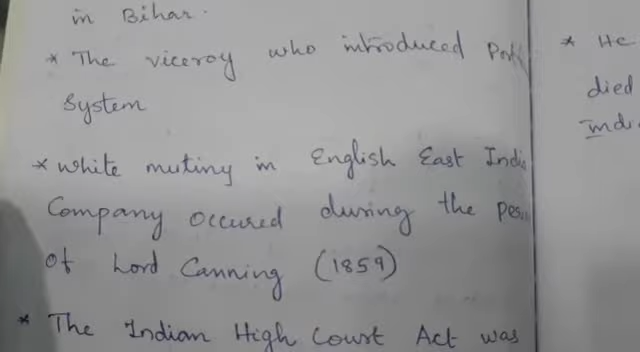 in Bihar.
* The viceroy who introduced
System
* White mutiny in English East India
Company occured during the
of Lord Canning (1859)
* The Indian High Court Act was
* He
died